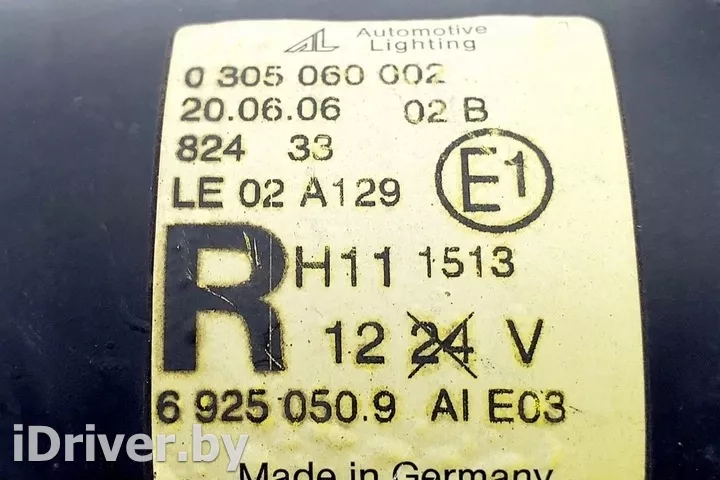 Automotive
Lighting
0 305 060 002
20.06.06 02 B
824 33
LE 02 A129 E1
R H11 1513
12 24 V
6 925 050.9 AI E03
Made in Germany
iDriver.by